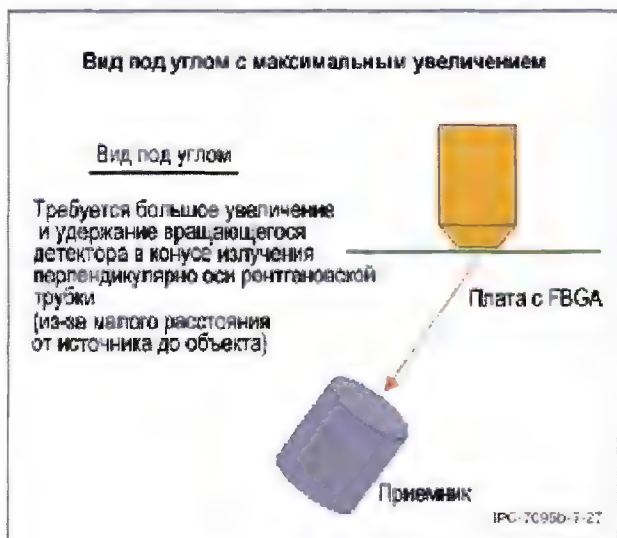 Вид под углом с максимальным увеличением
Вид под углом
Требуется большое увеличение
и удержание вращающегося
детектора в конусе излучения
перпендикулярно оси рентгановской
трубки
(из-за малого расстояния
от источника до объекта)
Плата с FBGA
Приемник
IPC-7095b-7-27